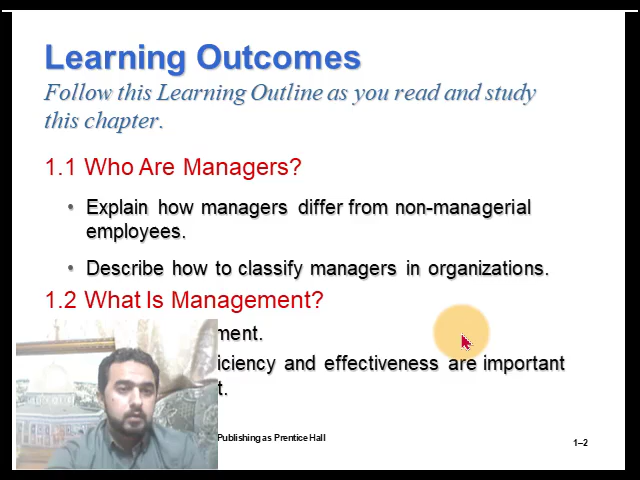 Learning Outcomes
Follow this Learning Outline as you read and study
this chapter.
1.1 Who Are Managers?
• Explain how managers differ from non-managerial
employees.
• Describe how to classify managers in organizations.
1.2 What Is Management?
and effectiveness are important
Publishing as Prentice Hall
1–2